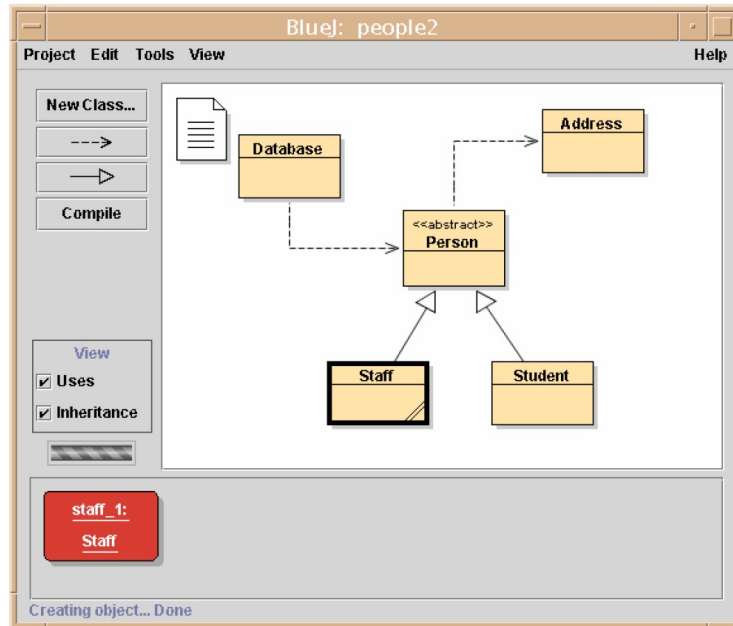 BlueJ: people2
Project Edit Tools View Help
New Class...
Compile
View
Uses
Inheritance
Database
Address
<<abstract>>
Person
Staff
Student
staff_1:
Staff
Creating object... Done